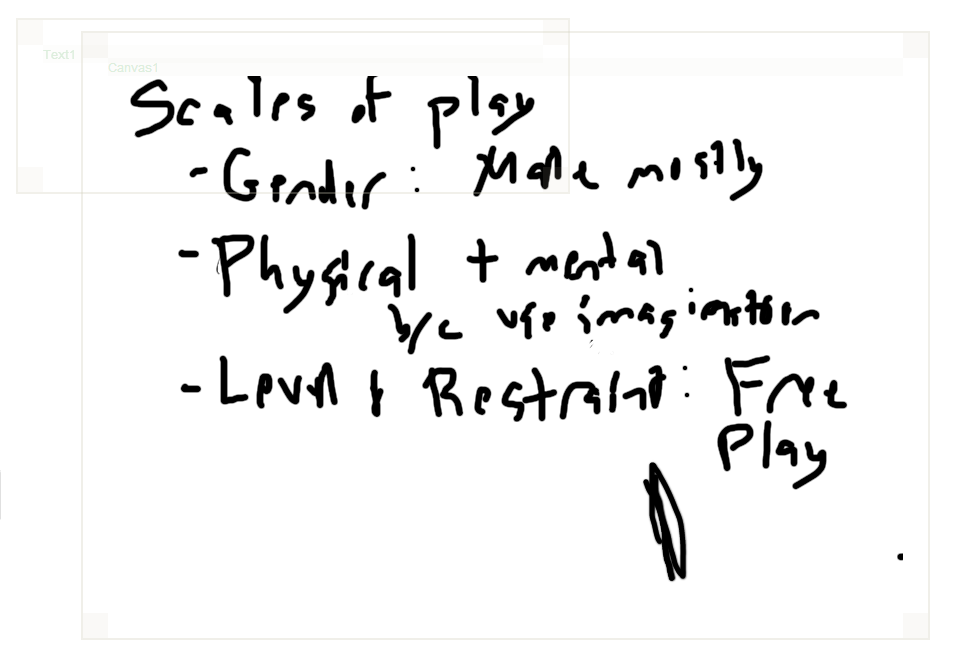 Text1
Canvas1
Scales of play
- Gender: Male mostly
- Physical + mental
b/c use imagination
- Level & Restraint: Free
Play